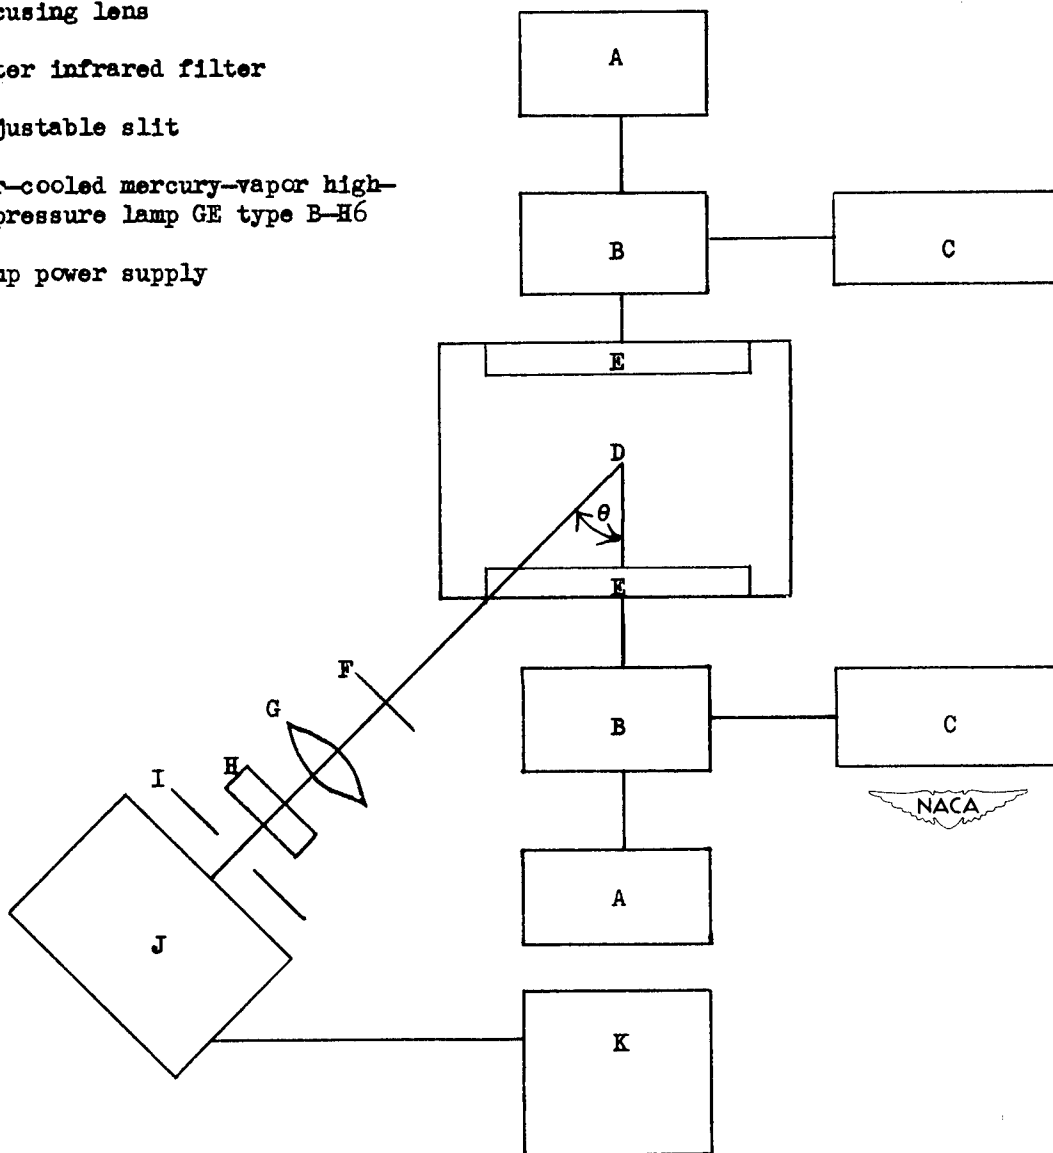 cusing lens
ter infrared filter
justable slit
r-cooled mercury-vapor high-
pressure lamp GE type B-H6
mp power supply
A
B
C
E
D
θ
E
F
G
B
C
H
I
NACA
A
J
K